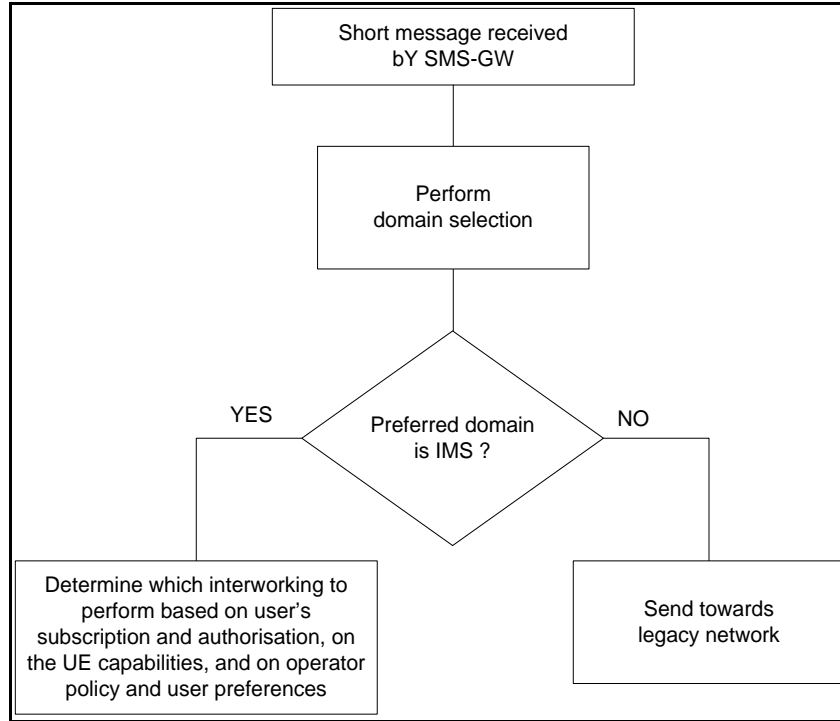 Short message received
bY SMS-GW
Perform
domain selection
Preferred domain
is IMS ?
YES
NO
Determine which interworking to
perform based on user’s
subscription and authorisation, on
the UE capabilities, and on operator
policy and user preferences
Send towards
legacy network